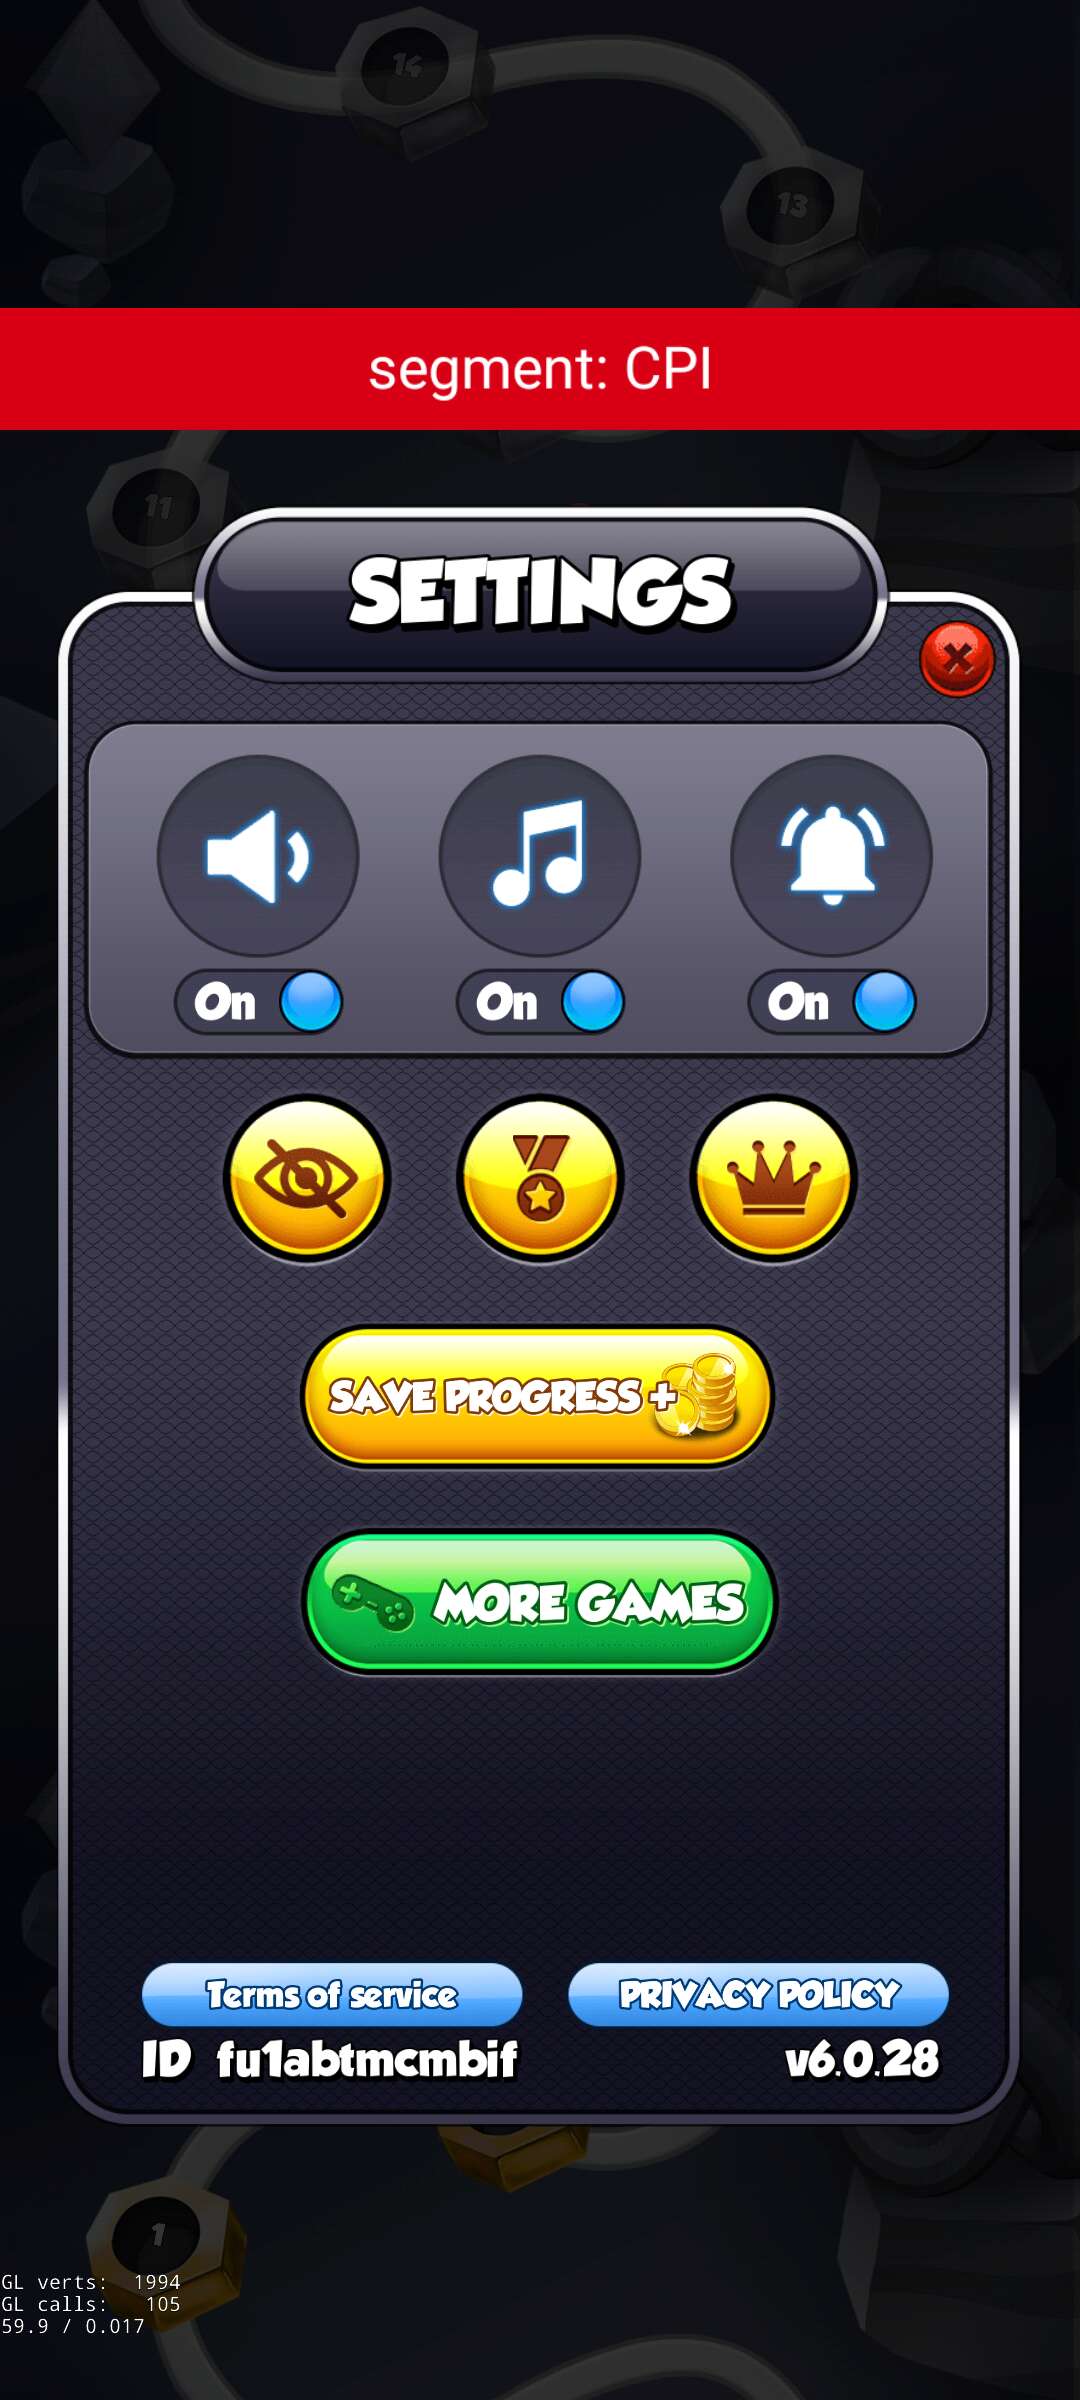 14
13
segment: CPI
11
SETTINGS
On On On
SAVE PROGRESS +
MORE GAMES
Terms of service PRIVACY POLICY
ID fu1abtmcmbif v6.0.28
1
GL verts: 1994
GL calls: 105
59.9 / 0.017